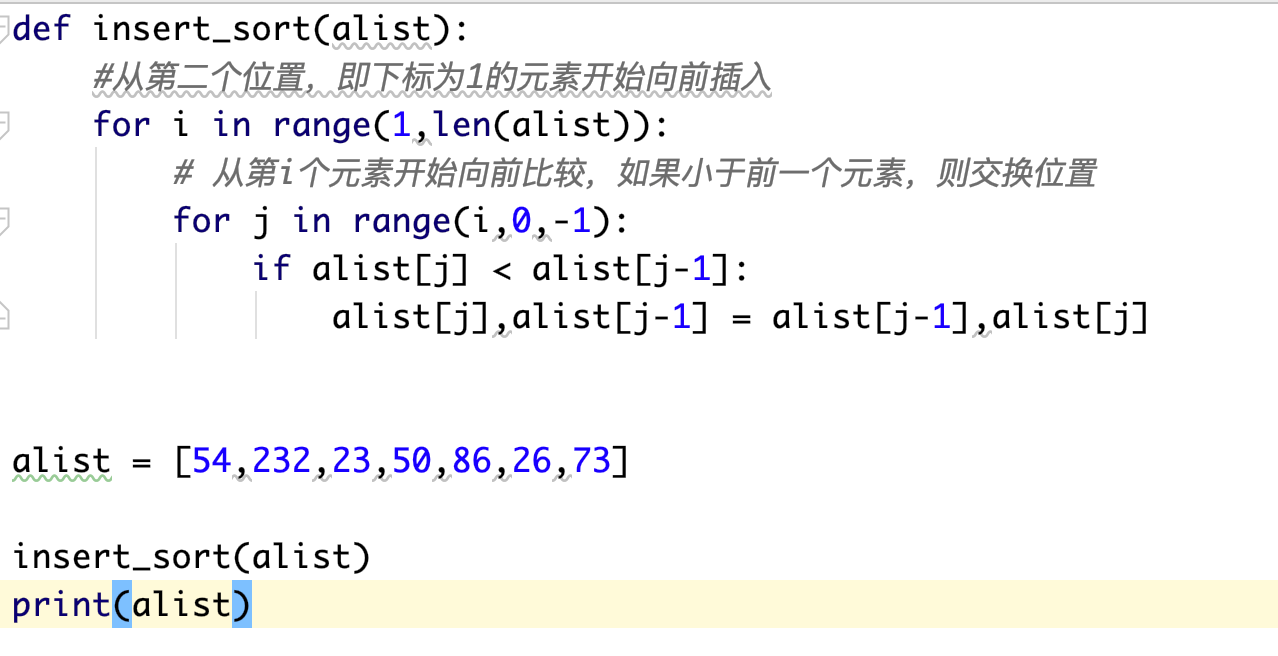 def insert_sort(alist):
    #从第二个位置，即下标为1的元素开始向前插入
    for i in range(1,len(alist)):
        # 从第i个元素开始向前比较，如果小于前一个元素，则交换位置
        for j in range(i,0,-1):
            if alist[j] < alist[j-1]:
                alist[j],alist[j-1] = alist[j-1],alist[j]
alist = [54,232,23,50,86,26,73]
insert_sort(alist)
print(alist)